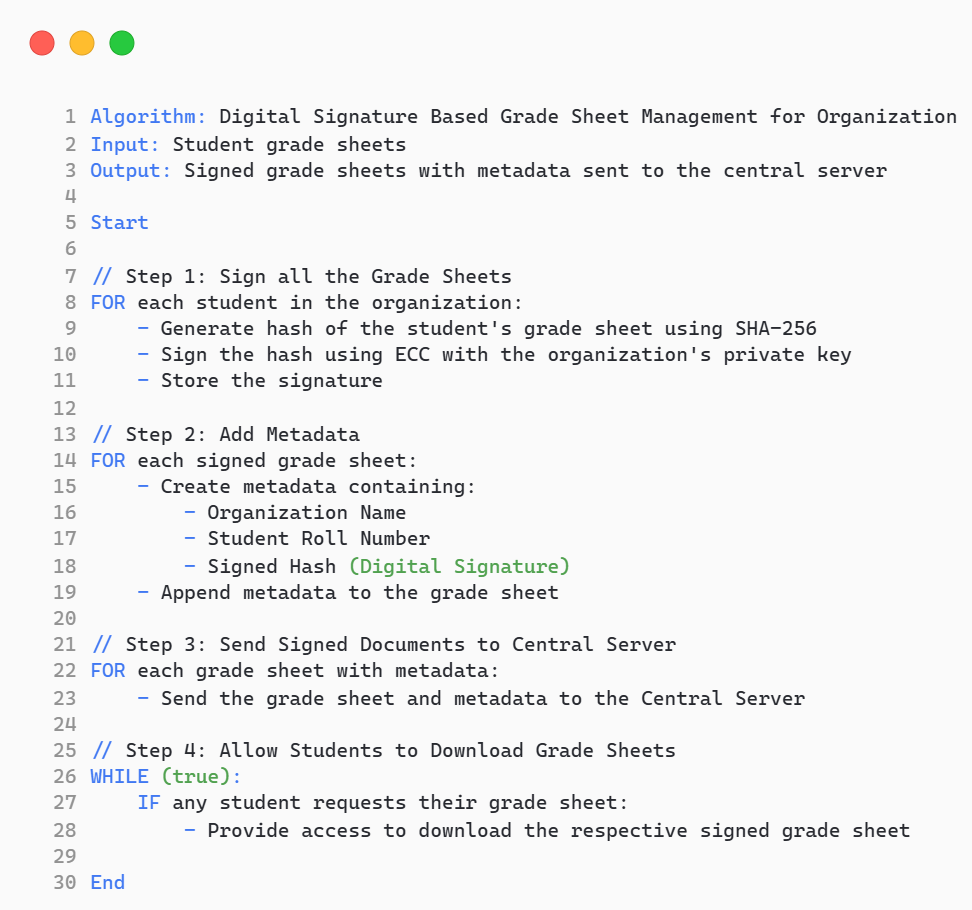 1 Algorithm: Digital Signature Based Grade Sheet Management for Organization
2 Input: Student grade sheets
3 Output: Signed grade sheets with metadata sent to the central server
4
5 Start
6
7 // Step 1: Sign all the Grade Sheets
8 FOR each student in the organization:
9     - Generate hash of the student's grade sheet using SHA-256
10     - Sign the hash using ECC with the organization's private key
11     - Store the signature
12
13 // Step 2: Add Metadata
14 FOR each signed grade sheet:
15     - Create metadata containing:
16         - Organization Name
17         - Student Roll Number
18         - Signed Hash (Digital Signature)
19     - Append metadata to the grade sheet
20
21 // Step 3: Send Signed Documents to Central Server
22 FOR each grade sheet with metadata:
23     - Send the grade sheet and metadata to the Central Server
24
25 // Step 4: Allow Students to Download Grade Sheets
26 WHILE (true):
27     IF any student requests their grade sheet:
28         - Provide access to download the respective signed grade sheet
29
30 End